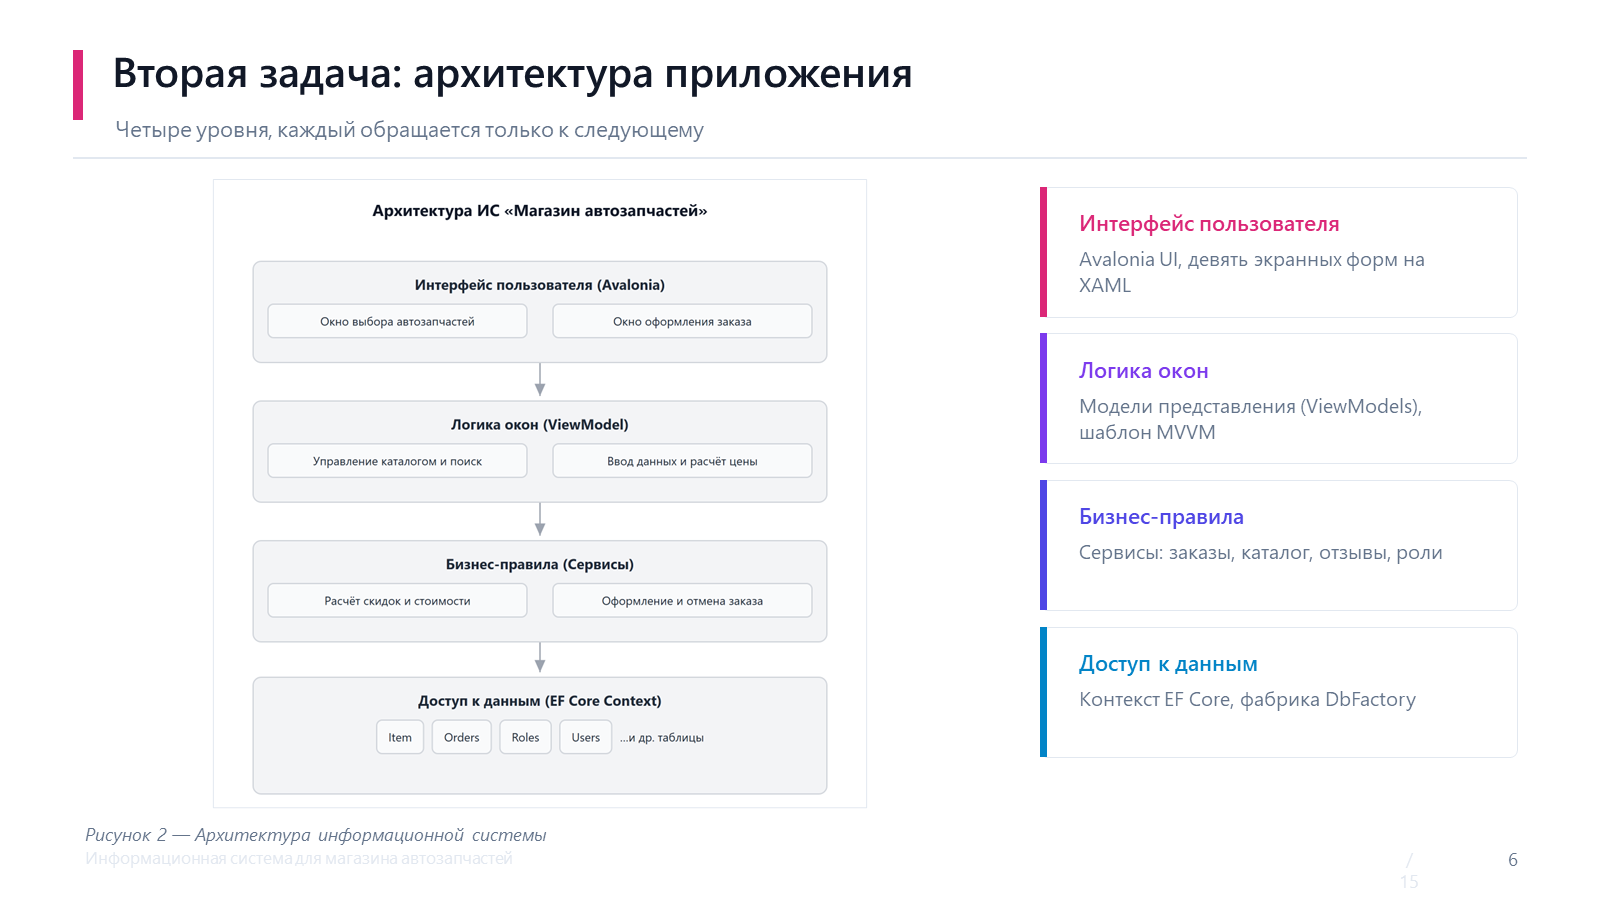 Вторая задача: архитектура приложения
Четыре уровня, каждый обращается только к следующему
Архитектура ИС «Магазин автозапчастей»
Интерфейс пользователя (Avalonia)
Окно выбора автозапчастей
Окно оформления заказа
Логика окон (ViewModel)
Управление каталогом и поиск
Ввод данных и расчёт цены
Бизнес-правила (Сервисы)
Расчёт скидок и стоимости
Оформление и отмена заказа
Доступ к данным (EF Core Context)
Item
Orders
Roles
Users
...и др. таблицы
Рисунок 2 — Архитектура информационной системы
Интерфейс пользователя
Avalonia UI, девять экранных форм на
XAML
Логика окон
Модели представления (ViewModels),
шаблон MVVM
Бизнес-правила
Сервисы: заказы, каталог, отзывы, роли
Доступ к данным
Контекст EF Core, фабрика DbFactory
Информационная система для магазина автозапчастей
/
15
6